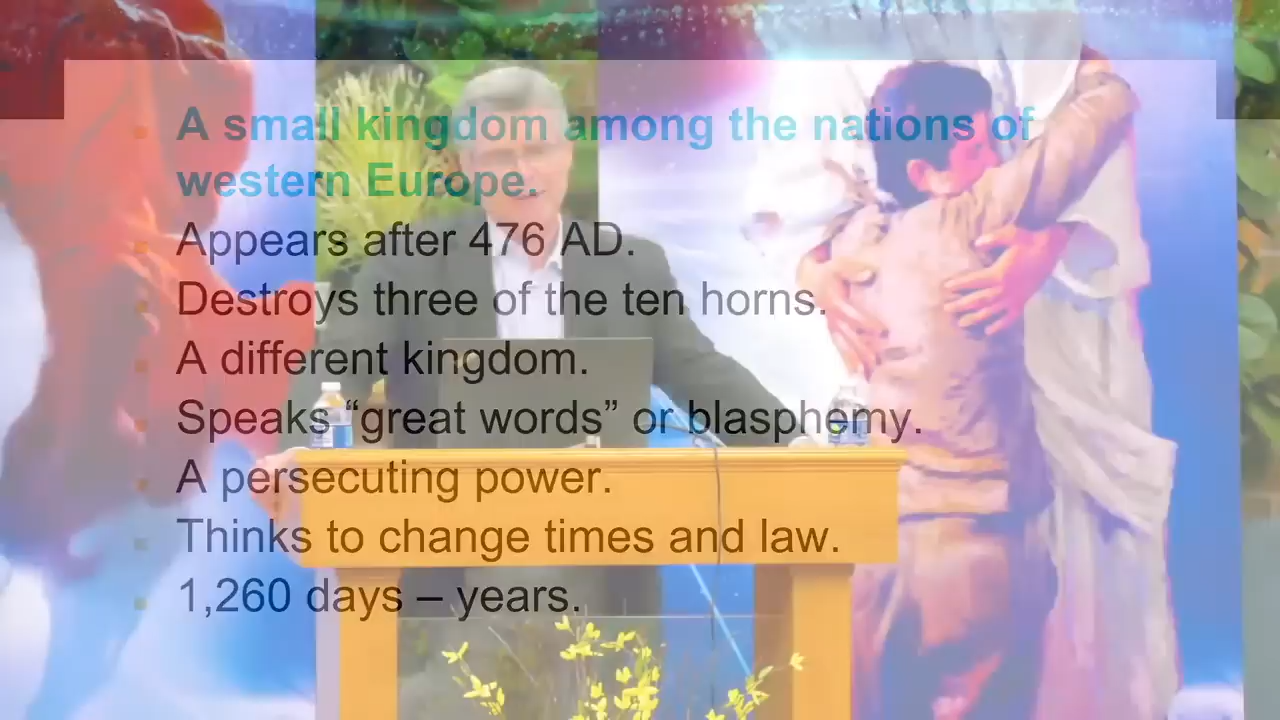 A small kingdom among the nations of
western Europe.
Appears after 476 AD.
Destroys three of the ten horns.
A different kingdom.
Speaks “great words” or blasphemy.
A persecuting power.
Thinks to change times and law.
1,260 days – years.